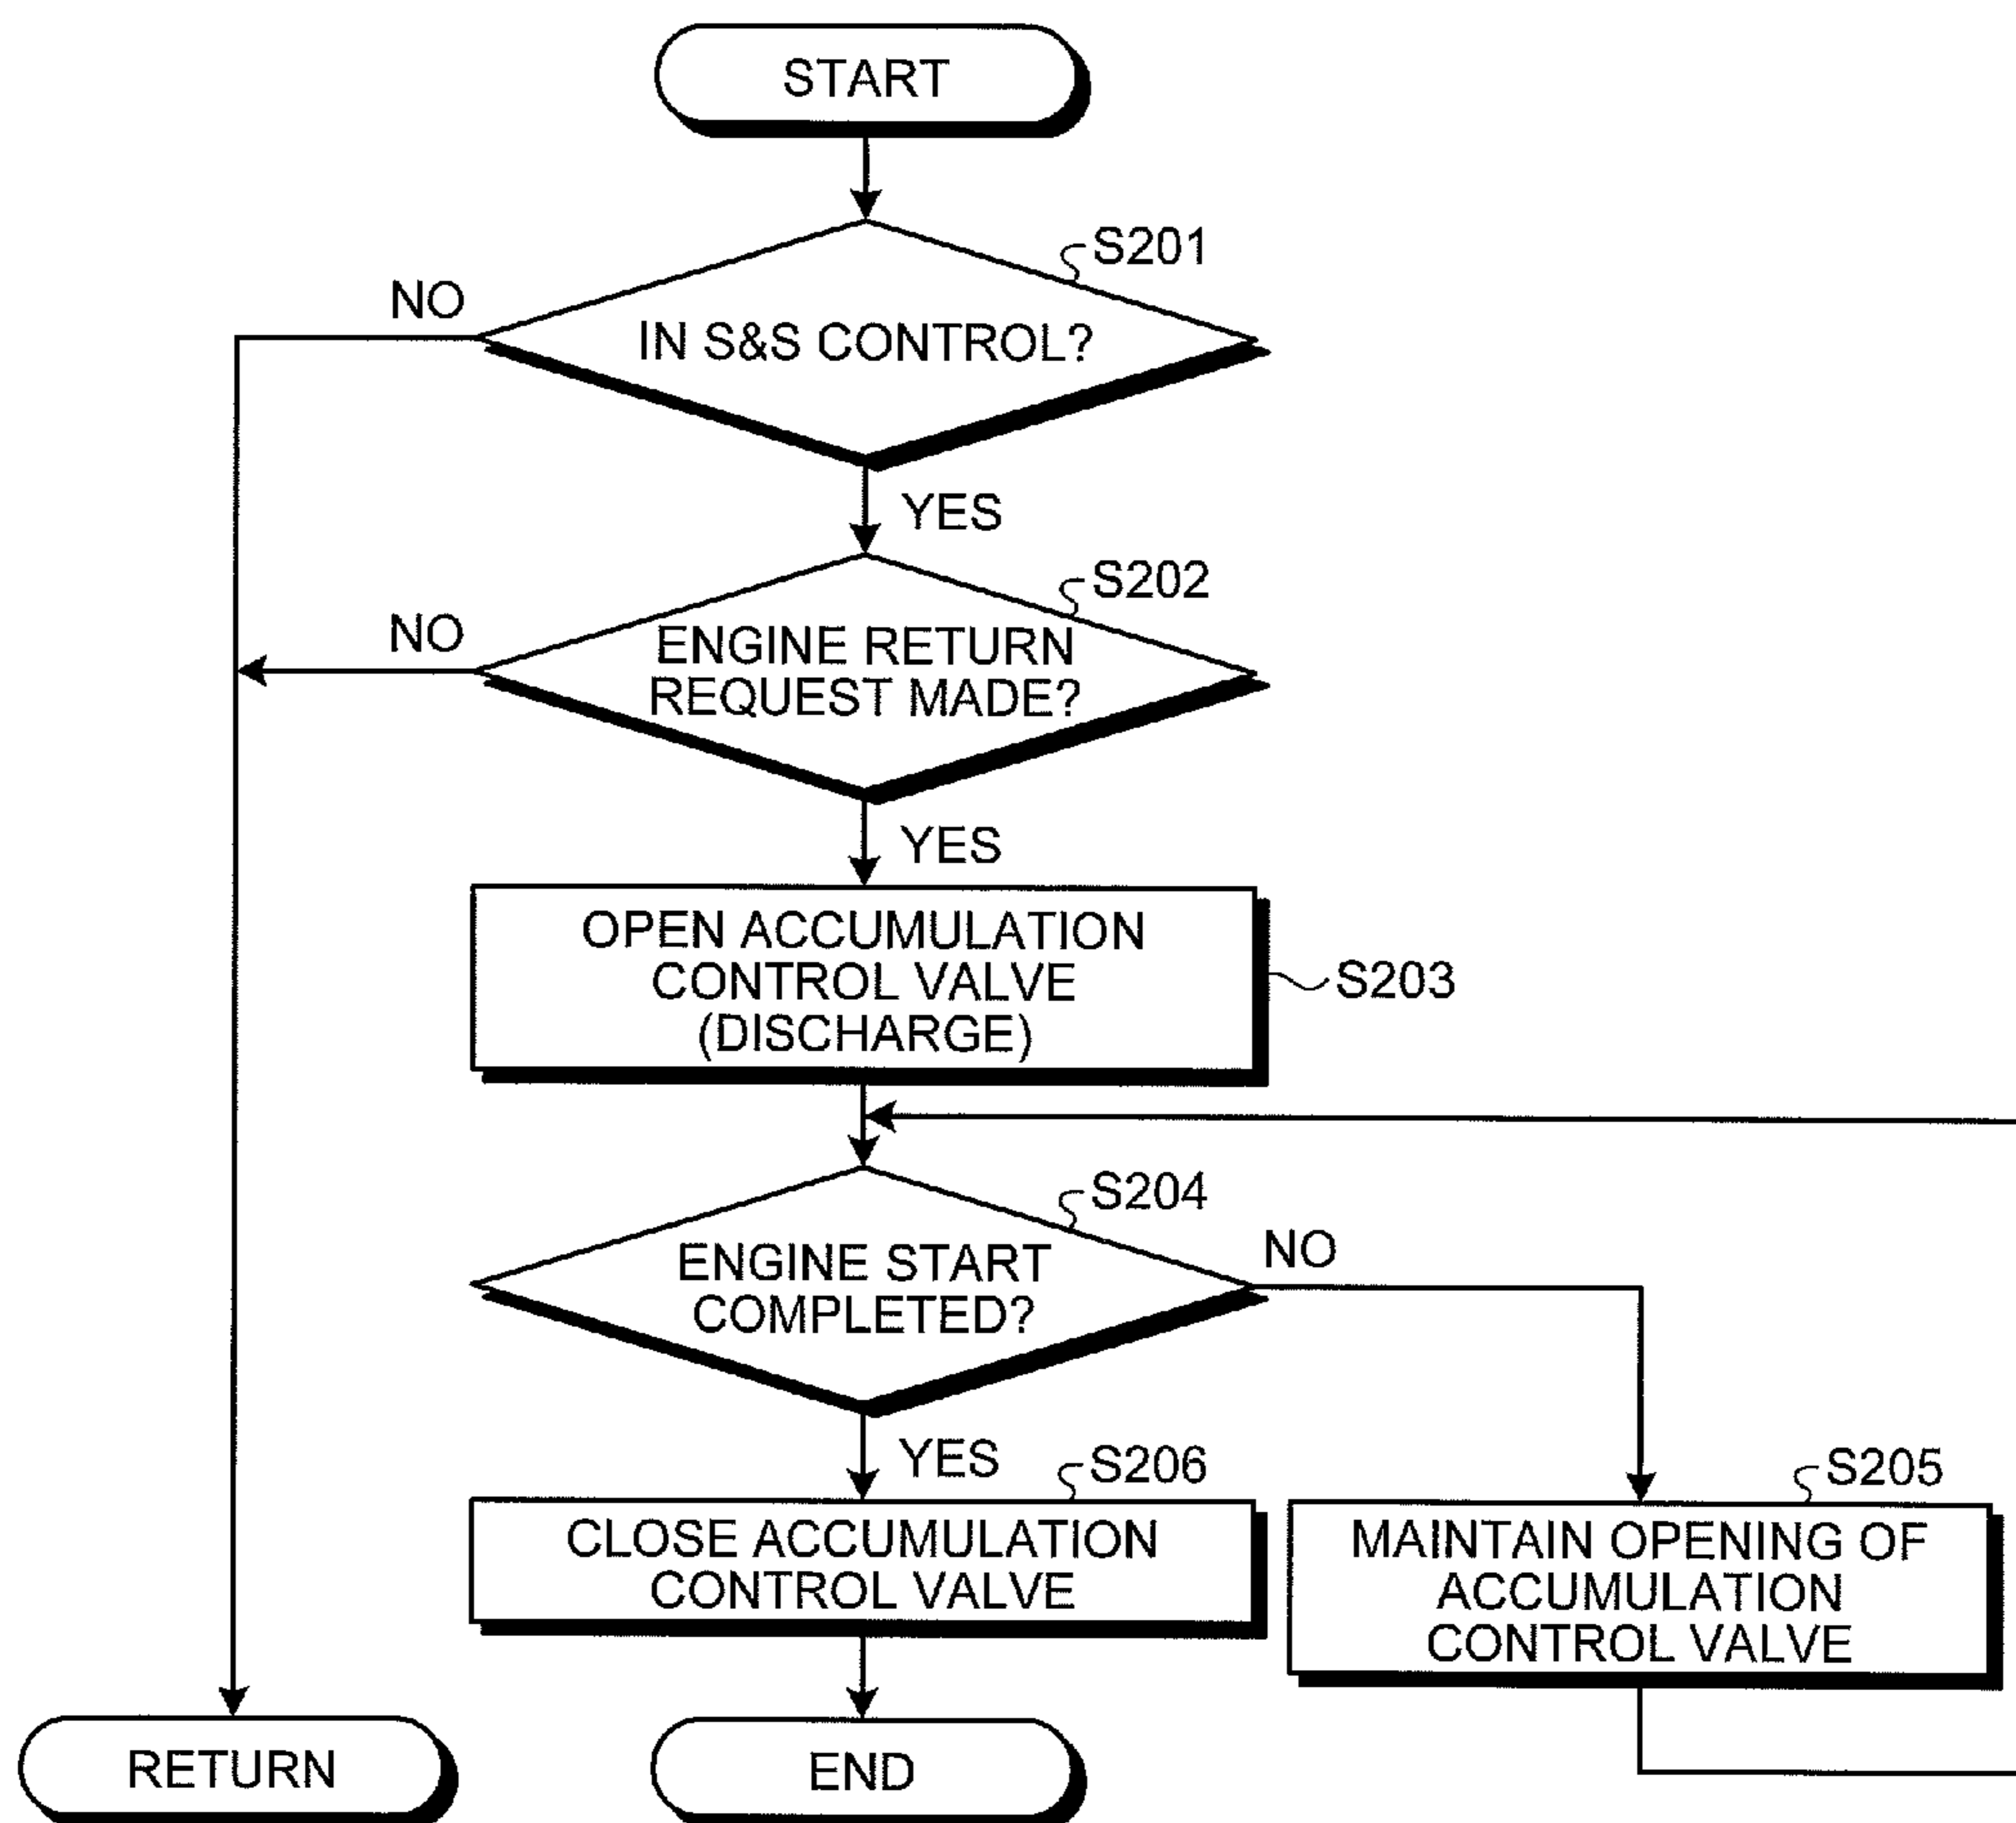 START
S201
NO
IN S&S CONTROL?
YES
S202
NO
ENGINE RETURN
REQUEST MADE?
YES
OPEN ACCUMULATION
CONTROL VALVE
(DISCHARGE)
S203
S204
NO
ENGINE START
COMPLETED?
YES
S206
S205
CLOSE ACCUMULATION
CONTROL VALVE
MAINTAIN OPENING OF
ACCUMULATION
CONTROL VALVE
RETURN
END